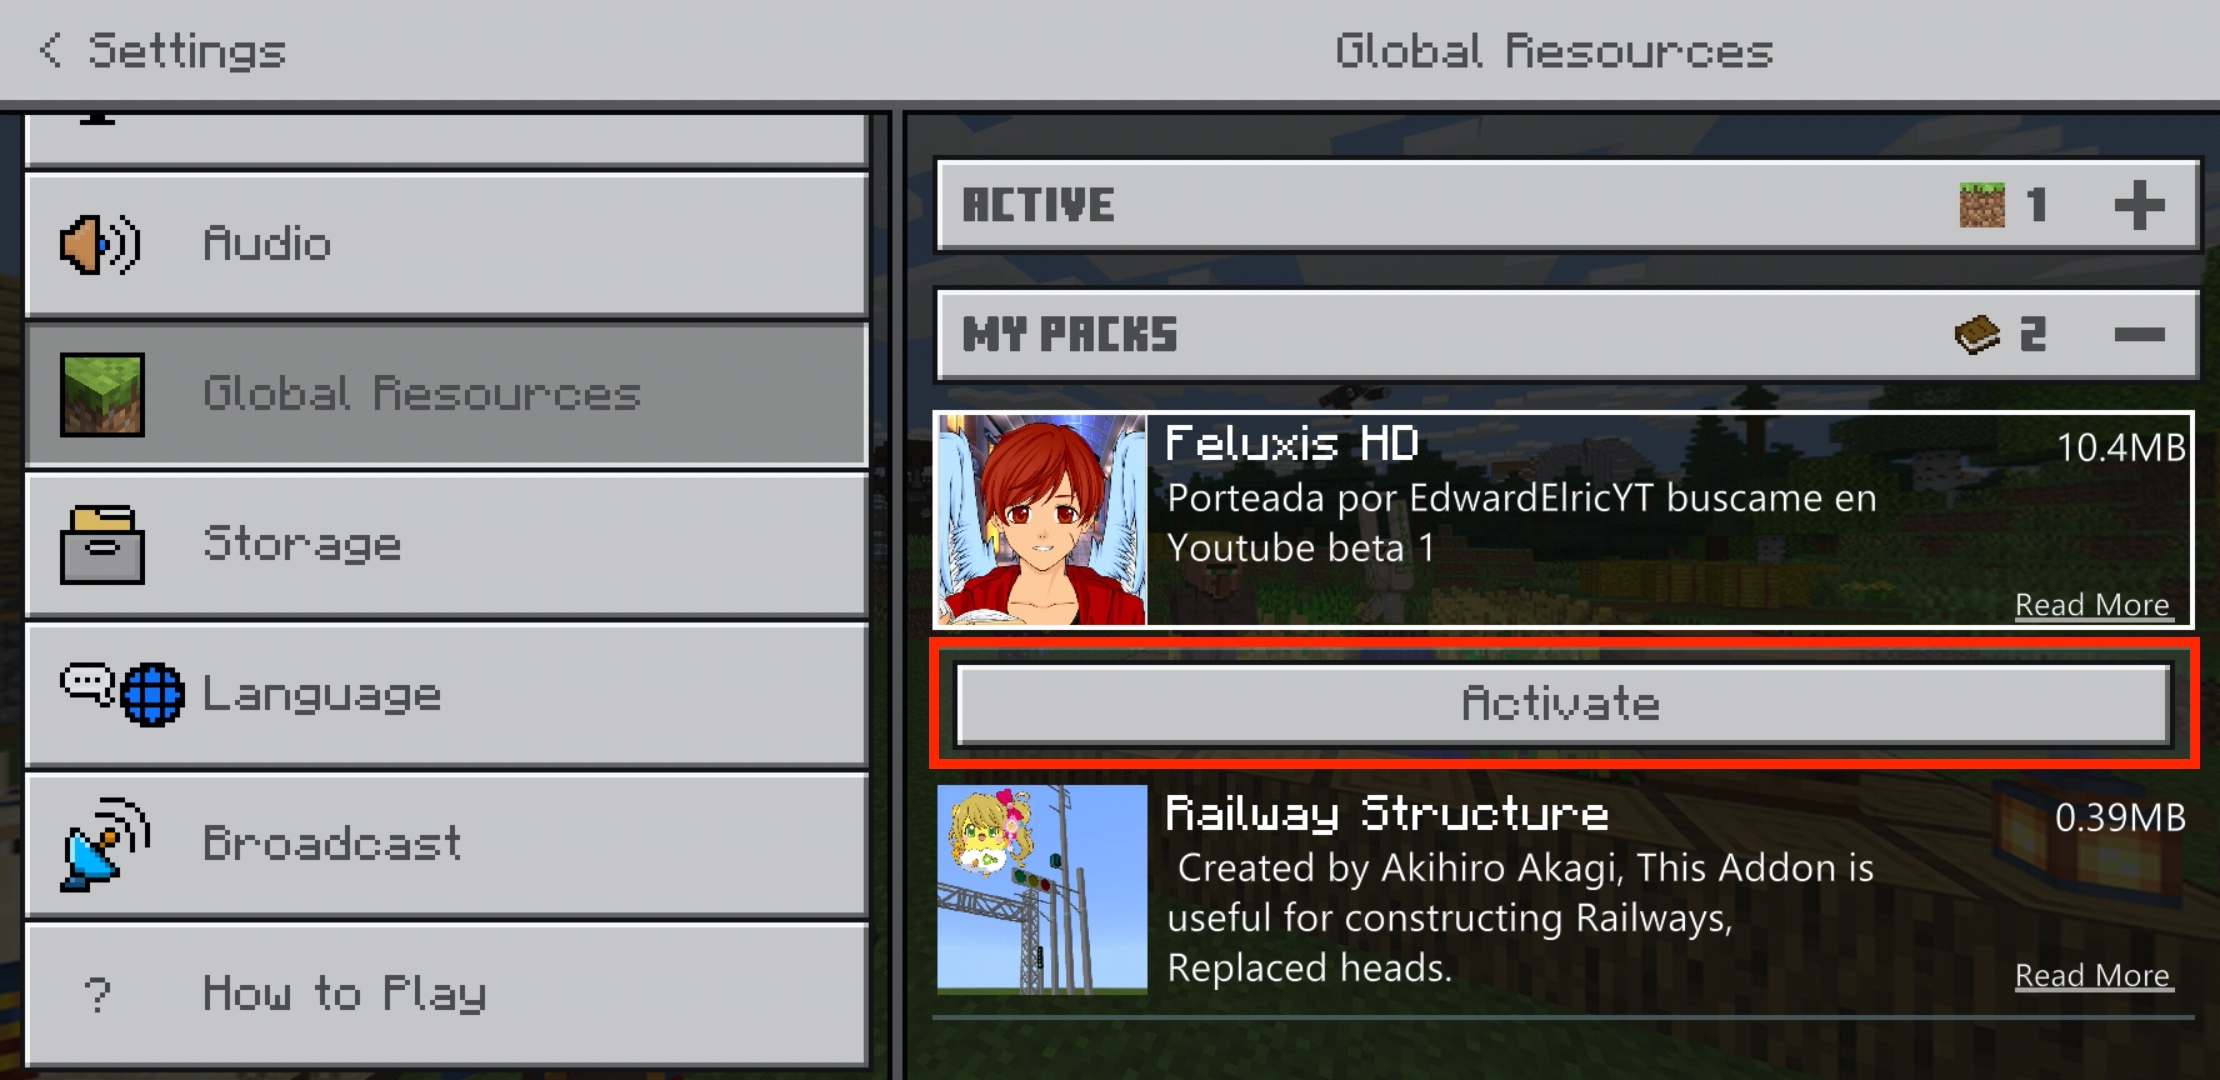 < Settings
Global Resources
Audio
Global Resources
Storage
Language
Broadcast
? How to Play
ACTIVE 1 +
MY PACKS 2 −
Feluxis HD 10.4MB
Porteada por EdwardElricYT buscame en
Youtube beta 1
Read More
Activate
Railway Structure 0.39MB
Created by Akihiro Akagi, This Addon is
useful for constructing Railways,
Replaced heads.
Read More